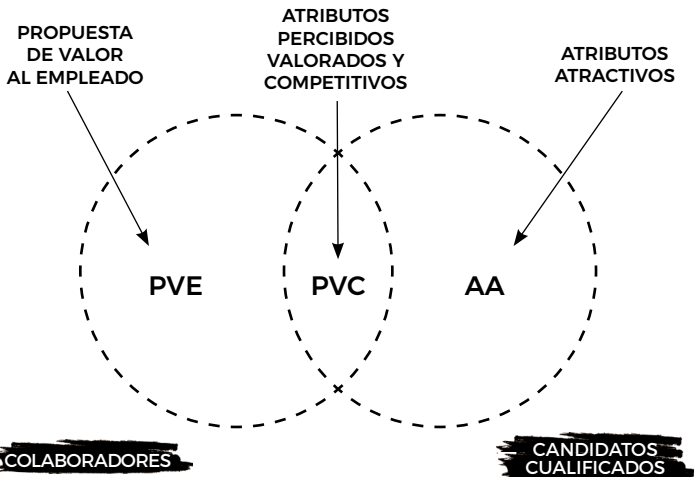 PROPUESTA
DE VALOR
AL EMPLEADO
ATRIBUTOS
PERCIBIDOS
VALORADOS Y
COMPETITIVOS
ATRIBUTOS
ATRACTIVOS
PVE
PVC
AA
COLABORADORES
CANDIDATOS
CUALIFICADOS